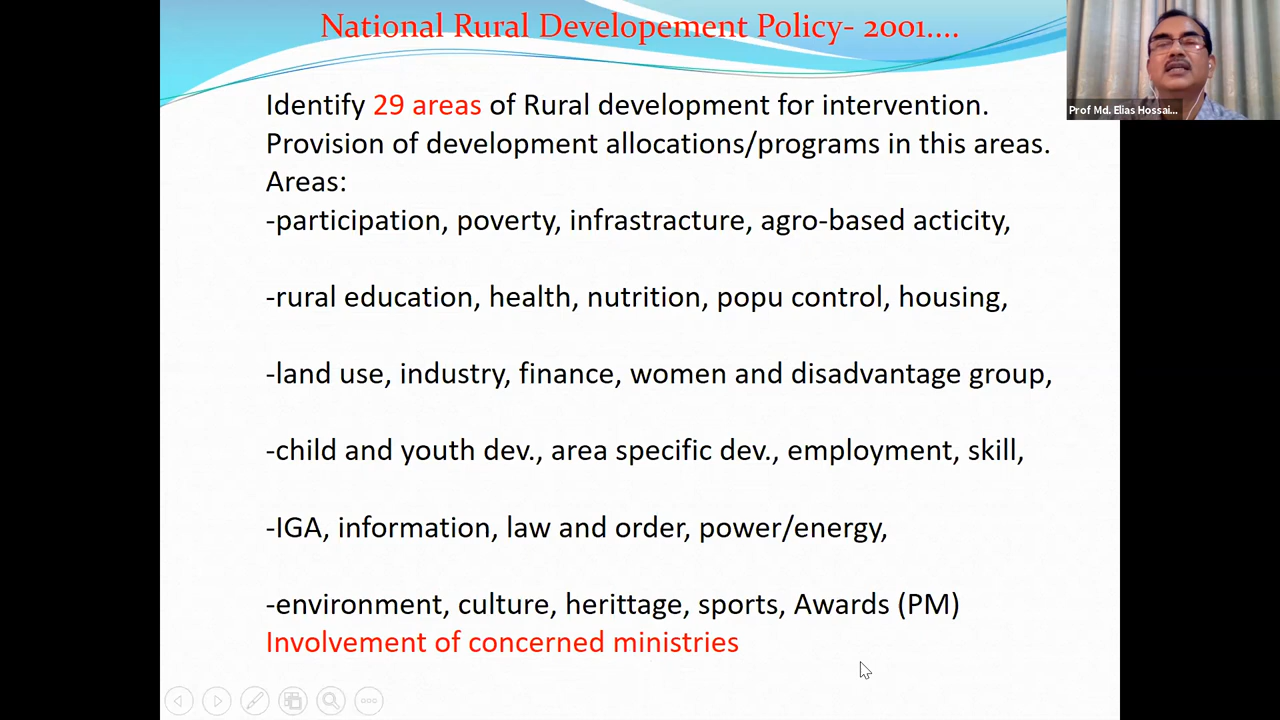 National Rural Developement Policy- 2001....
Prof Md. Elias Hossai...
Identify 29 areas of Rural development for intervention.
Provision of development allocations/programs in this areas.
Areas:
-participation, poverty, infrastracture, agro-based acticity,
-rural education, health, nutrition, popu control, housing,
-land use, industry, finance, women and disadvantage group,
-child and youth dev., area specific dev., employment, skill,
-IGA, information, law and order, power/energy,
-environment, culture, herittage, sports, Awards (PM)
Involvement of concerned ministries